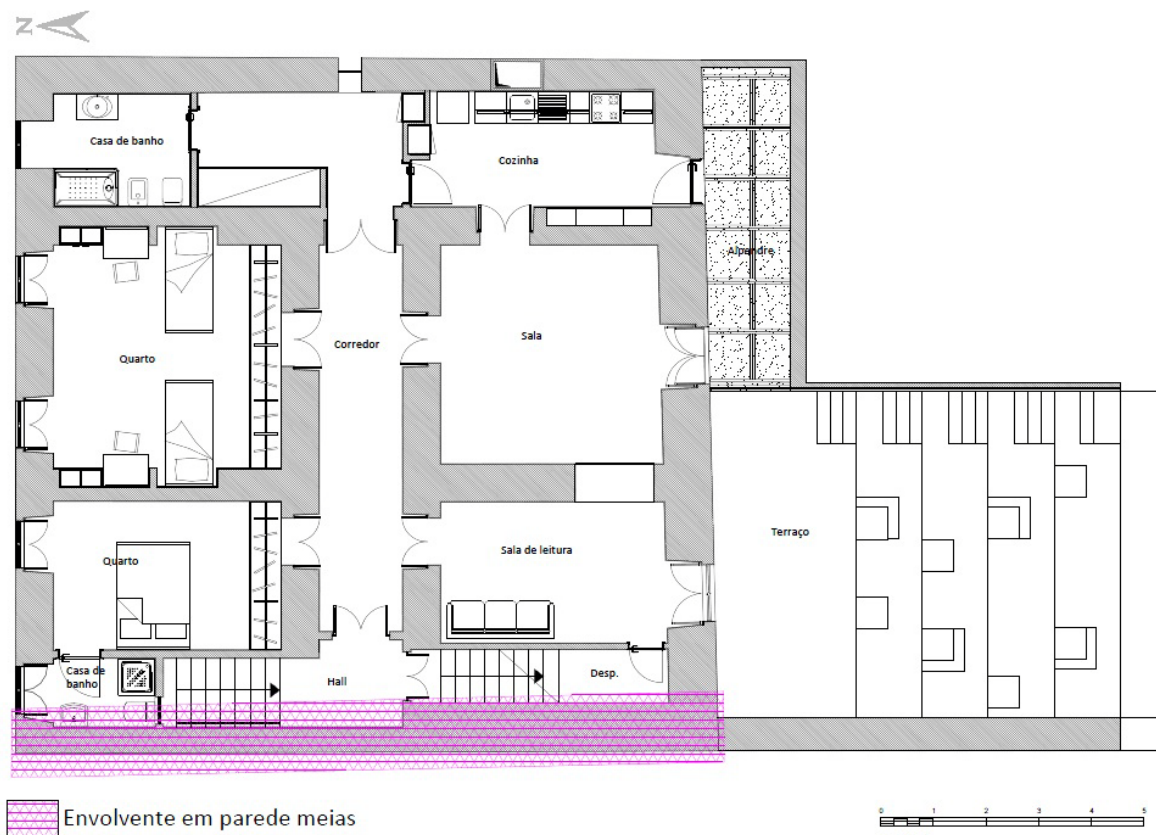 N
Casa de banho
Cozinha
Alpendre
Quarto
Corredor
Sala
Quarto
Sala de leitura
Terraço
Casa de
banho
Hall
Desp.
Envolvente em parede meias
0 1 2 3 4 5